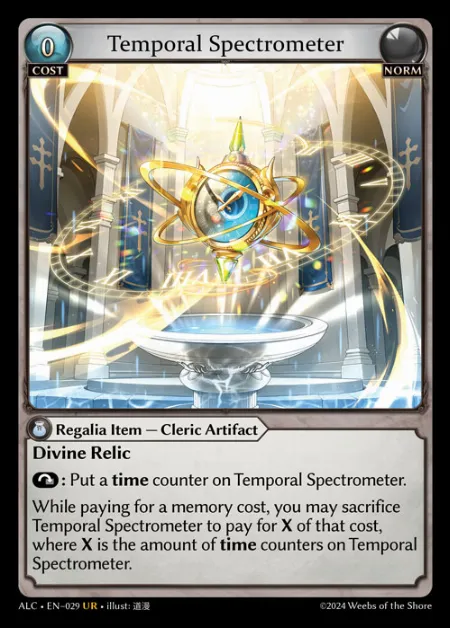 0
Temporal Spectrometer
COST
NORM
Regalia Item — Cleric Artifact
Divine Relic
: Put a time counter on Temporal Spectrometer.
While paying for a memory cost, you may sacrifice
Temporal Spectrometer to pay for X of that cost,
where X is the amount of time counters on Temporal
Spectrometer.
ALC • EN-029 UR • illust: 道漫
©2024 Weebs of the Shore